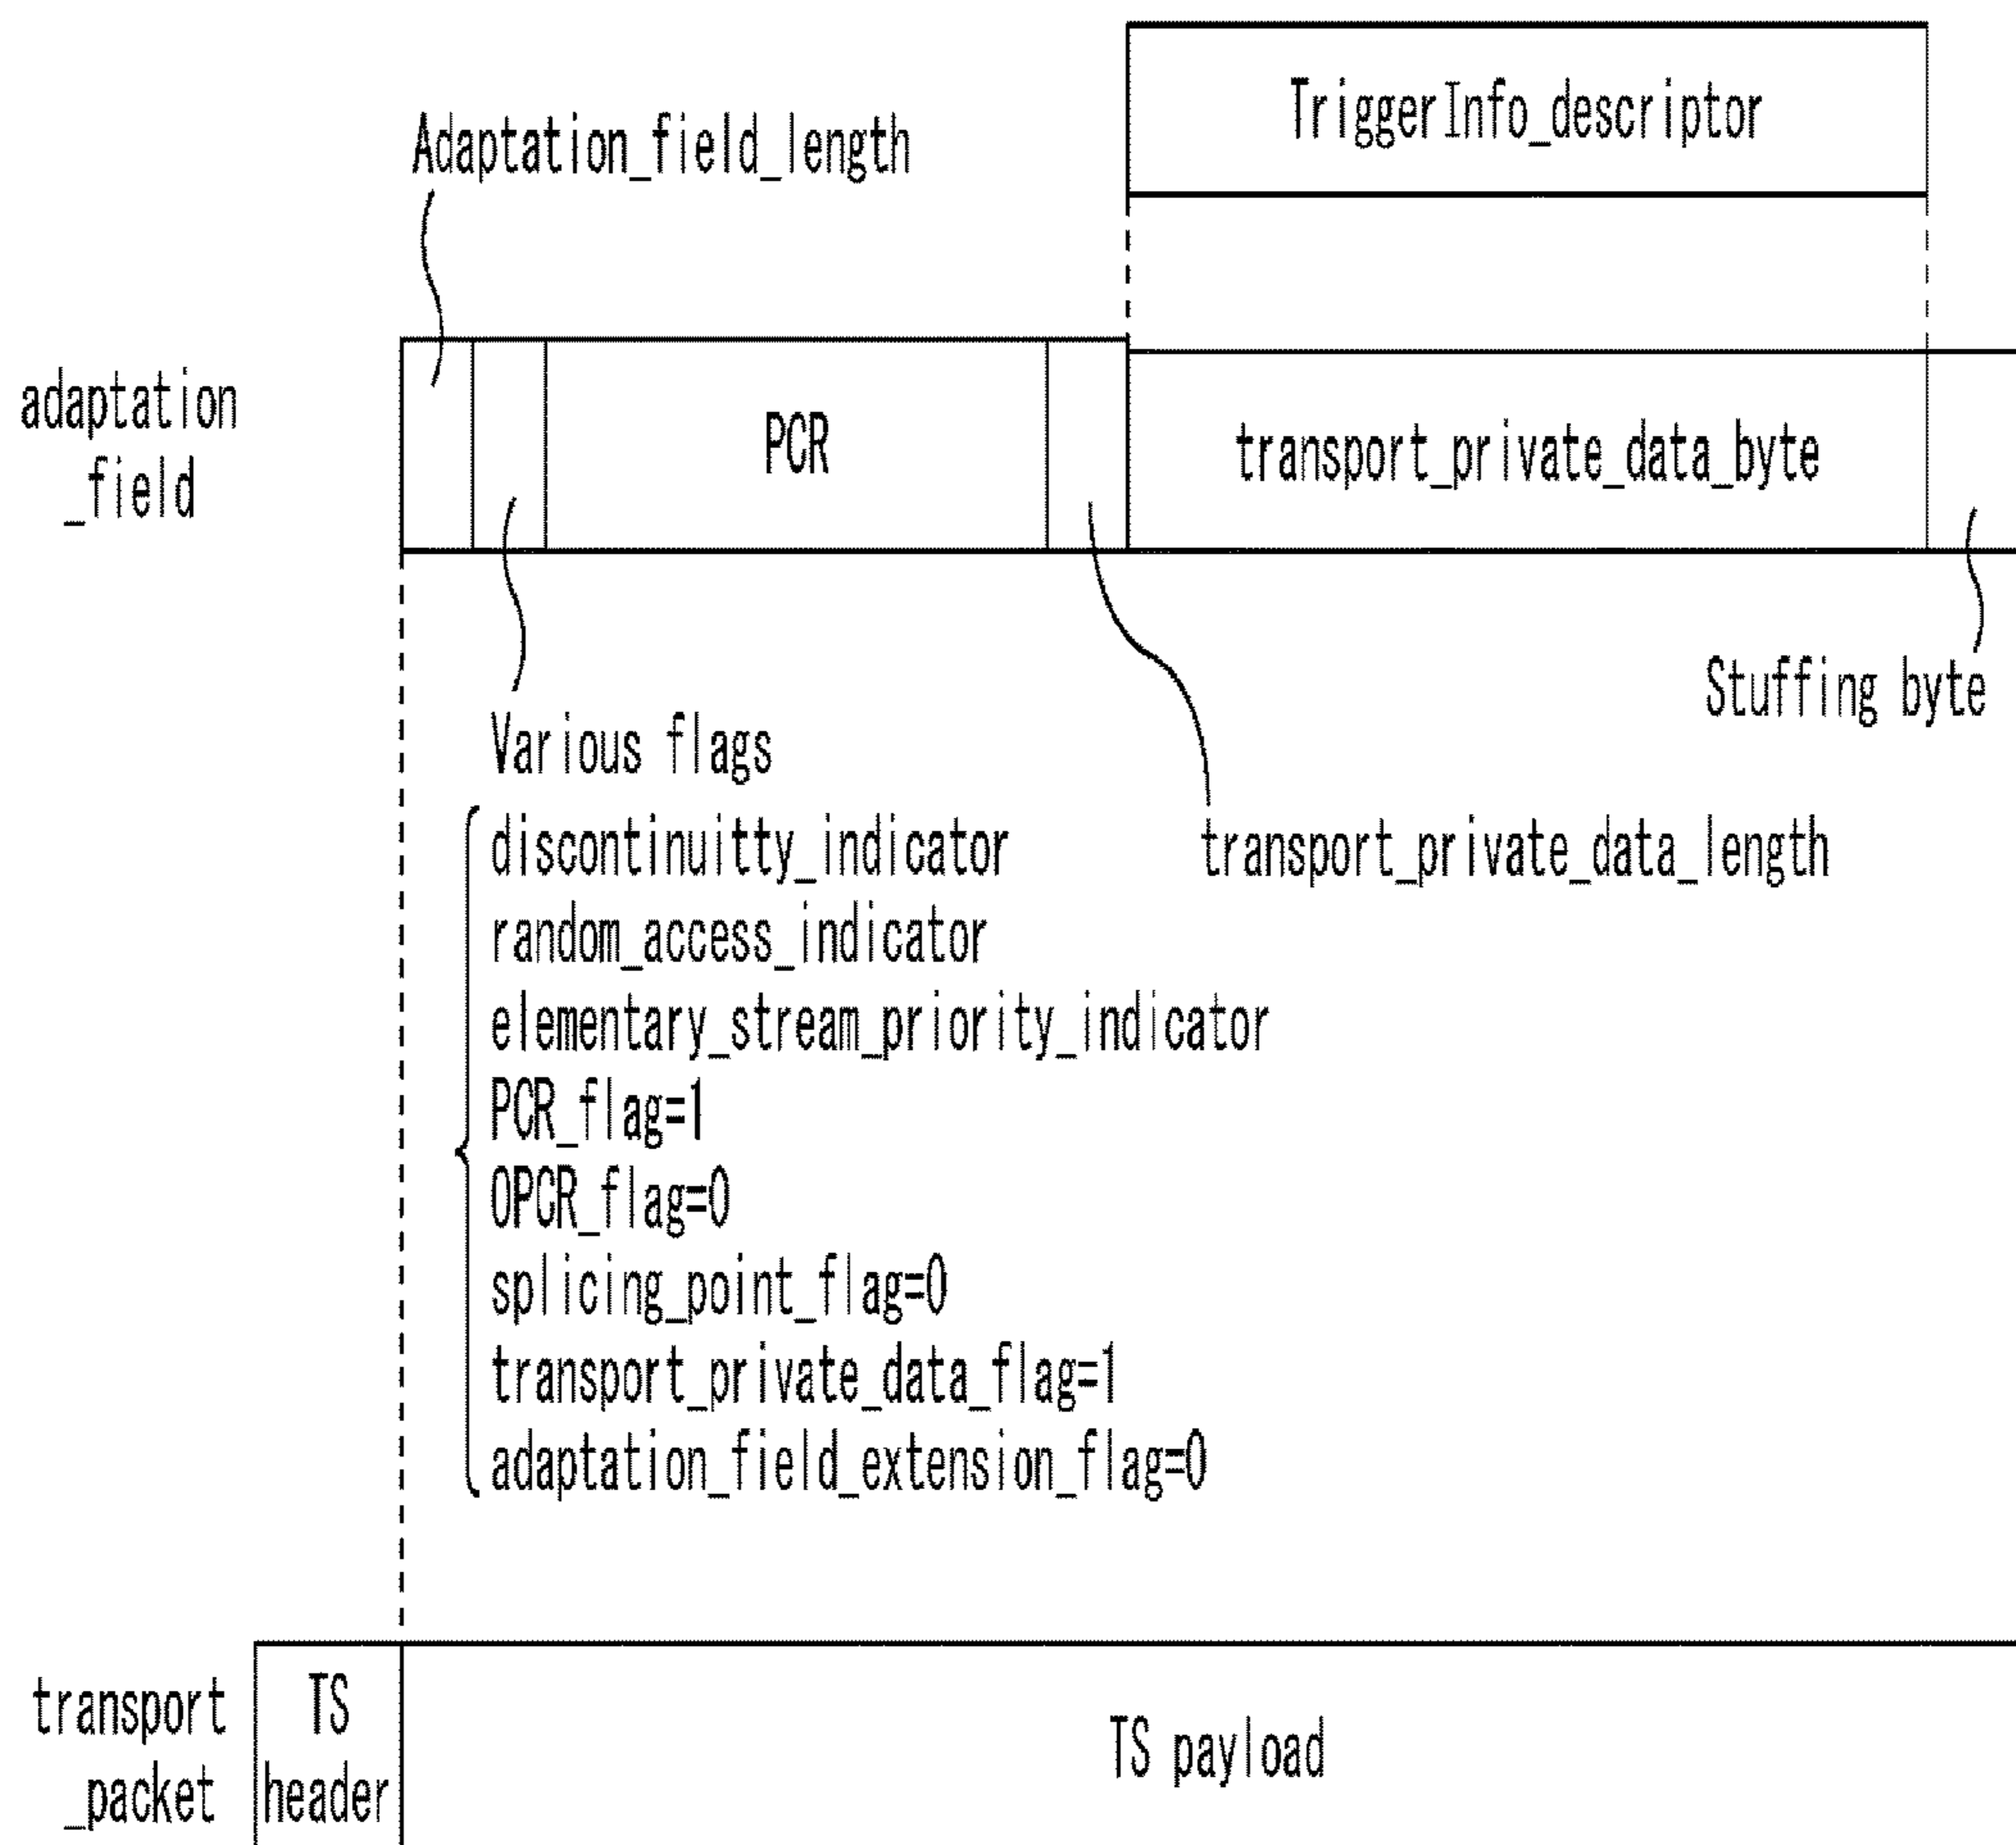 TriggerInfo_descriptor
Adaptation_field_length
adaptation
_field
PCR
transport_private_data_byte
Stuffing byte
Various flags
transport_private_data_length
discontinuitty_indicator
random_access_indicator
elementary_stream_priority_indicator
PCR_flag=1
OPCR_flag=0
splicing_point_flag=0
transport_private_data_flag=1
adaptation_field_extension_flag=0
transport
_packet
TS
header
TS payload